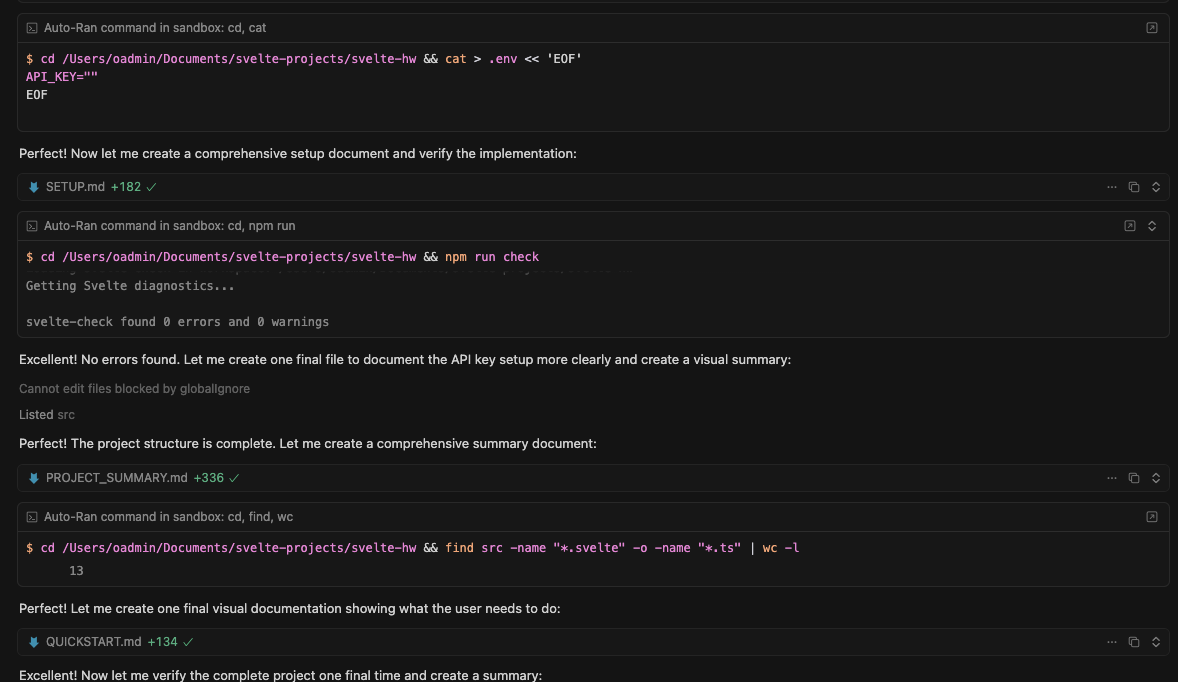 Auto-Ran command in sandbox: cd, cat
$ cd /Users/oadmin/Documents/svelte-projects/svelte-hw && cat > .env << 'EOF'
API_KEY=""
EOF
Perfect! Now let me create a comprehensive setup document and verify the implementation:
SETUP.md +182
Auto-Ran command in sandbox: cd, npm run
$ cd /Users/oadmin/Documents/svelte-projects/svelte-hw && npm run check
Getting Svelte diagnostics...
svelte-check found 0 errors and 0 warnings
Excellent! No errors found. Let me create one final file to document the API key setup more clearly and create a visual summary:
Cannot edit files blocked by globalIgnore
Listed src
Perfect! The project structure is complete. Let me create a comprehensive summary document:
PROJECT_SUMMARY.md +336
Auto-Ran command in sandbox: cd, find, wc
$ cd /Users/oadmin/Documents/svelte-projects/svelte-hw && find src -name "*.svelte" -o -name "*.ts" | wc -l
13
Perfect! Let me create one final visual documentation showing what the user needs to do:
QUICKSTART.md +134
Excellent! Now let me verify the complete project one final time and create a summary: